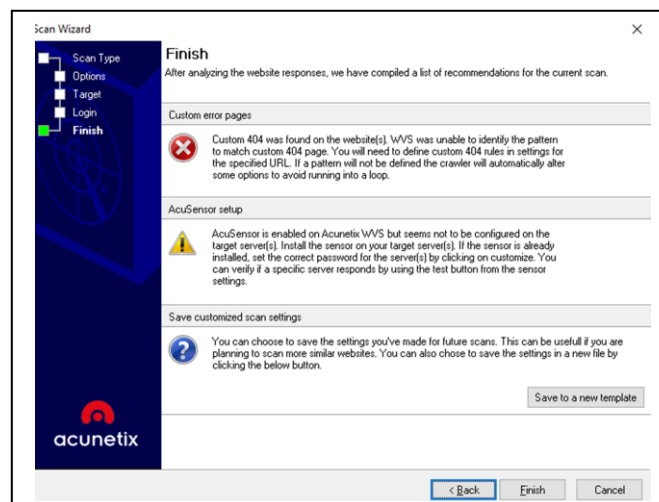 Scan Wizard
Scan Type
Options
Target
Login
Finish
Finish
After analyzing the website responses, we have compiled a list of recommendations for the current scan.
Custom error pages
Custom 404 was found on the website(s). WVS was unable to identify the pattern
to match custom 404 page. You will need to define custom 404 rules in settings for
the specified URL. If a pattern will not be defined the crawler will automatically alter
some options to avoid running into a loop.
AcuSensor setup
AcuSensor is enabled on Acunetix WVS but seems not to be configured on the
target server(s). Install the sensor on your target server(s). If the sensor is already
installed, set the correct password for the server(s) by clicking on customize. You
can verify if a specific server responds by using the test button from the sensor
settings.
Save customized scan settings
You can choose to save the settings you've made for future scans. This can be usefull if you are
planning to scan more similar websites. You can also chose to save the settings in a new file by
clicking the below button.
Save to a new template
acunetix
< Back
Finish
Cancel